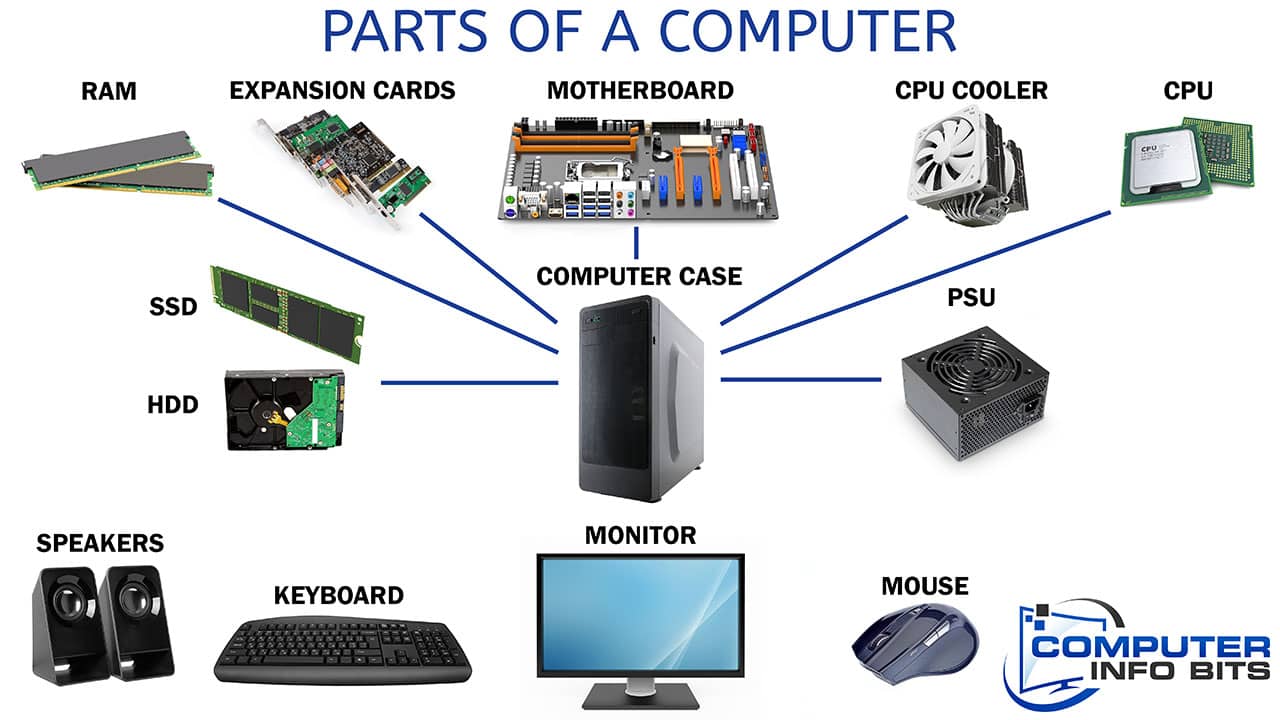 PARTS OF A COMPUTER
RAM
EXPANSION CARDS
MOTHERBOARD
CPU COOLER
CPU
CPU
COMPUTER CASE
SSD
PSU
HDD
SPEAKERS
MONITOR
KEYBOARD
MOUSE
COMPUTER
INFO BITS